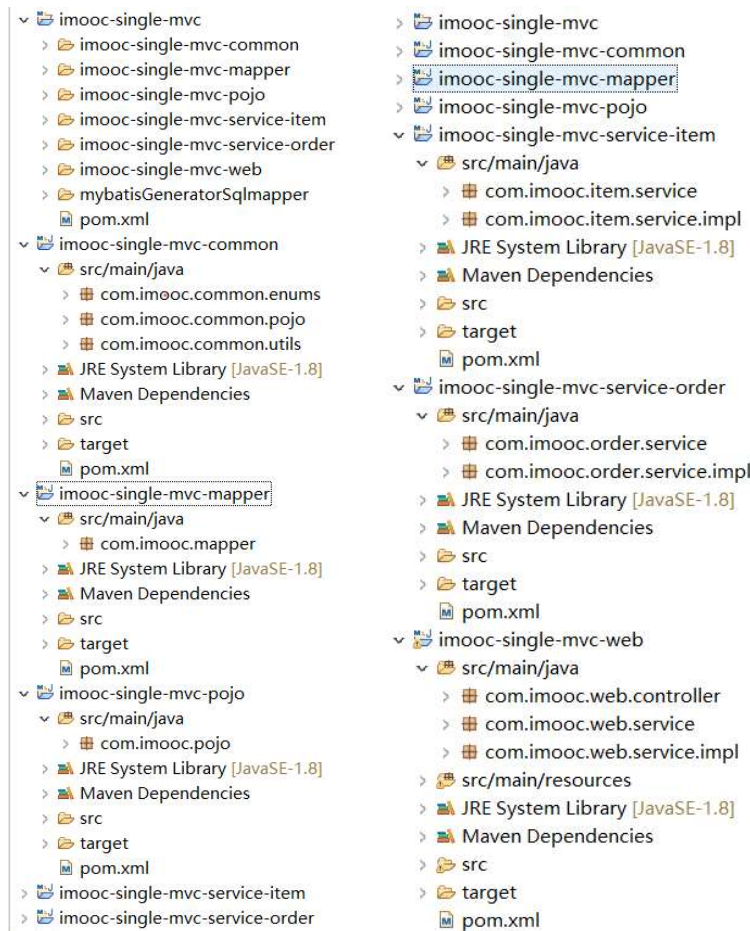 imooc-single-mvc
imooc-single-mvc-common
imooc-single-mvc-mapper
imooc-single-mvc-pojo
imooc-single-mvc-service-item
imooc-single-mvc-service-order
imooc-single-mvc-web
mybatisGeneratorSqlmapper
pom.xml
imooc-single-mvc-common
src/main/java
com.imooc.common.enums
com.imooc.common.pojo
com.imooc.common.utils
JRE System Library [JavaSE-1.8]
Maven Dependencies
src
target
pom.xml
imooc-single-mvc-mapper
src/main/java
com.imooc.mapper
JRE System Library [JavaSE-1.8]
Maven Dependencies
src
target
pom.xml
imooc-single-mvc-pojo
src/main/java
com.imooc.pojo
JRE System Library [JavaSE-1.8]
Maven Dependencies
src
target
pom.xml
imooc-single-mvc-service-item
imooc-single-mvc-service-order
imooc-single-mvc
imooc-single-mvc-common
imooc-single-mvc-mapper
imooc-single-mvc-pojo
imooc-single-mvc-service-item
src/main/java
com.imooc.item.service
com.imooc.item.service.impl
JRE System Library [JavaSE-1.8]
Maven Dependencies
src
target
pom.xml
imooc-single-mvc-service-order
src/main/java
com.imooc.order.service
com.imooc.order.service.impl
JRE System Library [JavaSE-1.8]
Maven Dependencies
src
target
pom.xml
imooc-single-mvc-web
src/main/java
com.imooc.web.controller
com.imooc.web.service
com.imooc.web.service.impl
src/main/resources
JRE System Library [JavaSE-1.8]
Maven Dependencies
src
target
pom.xml